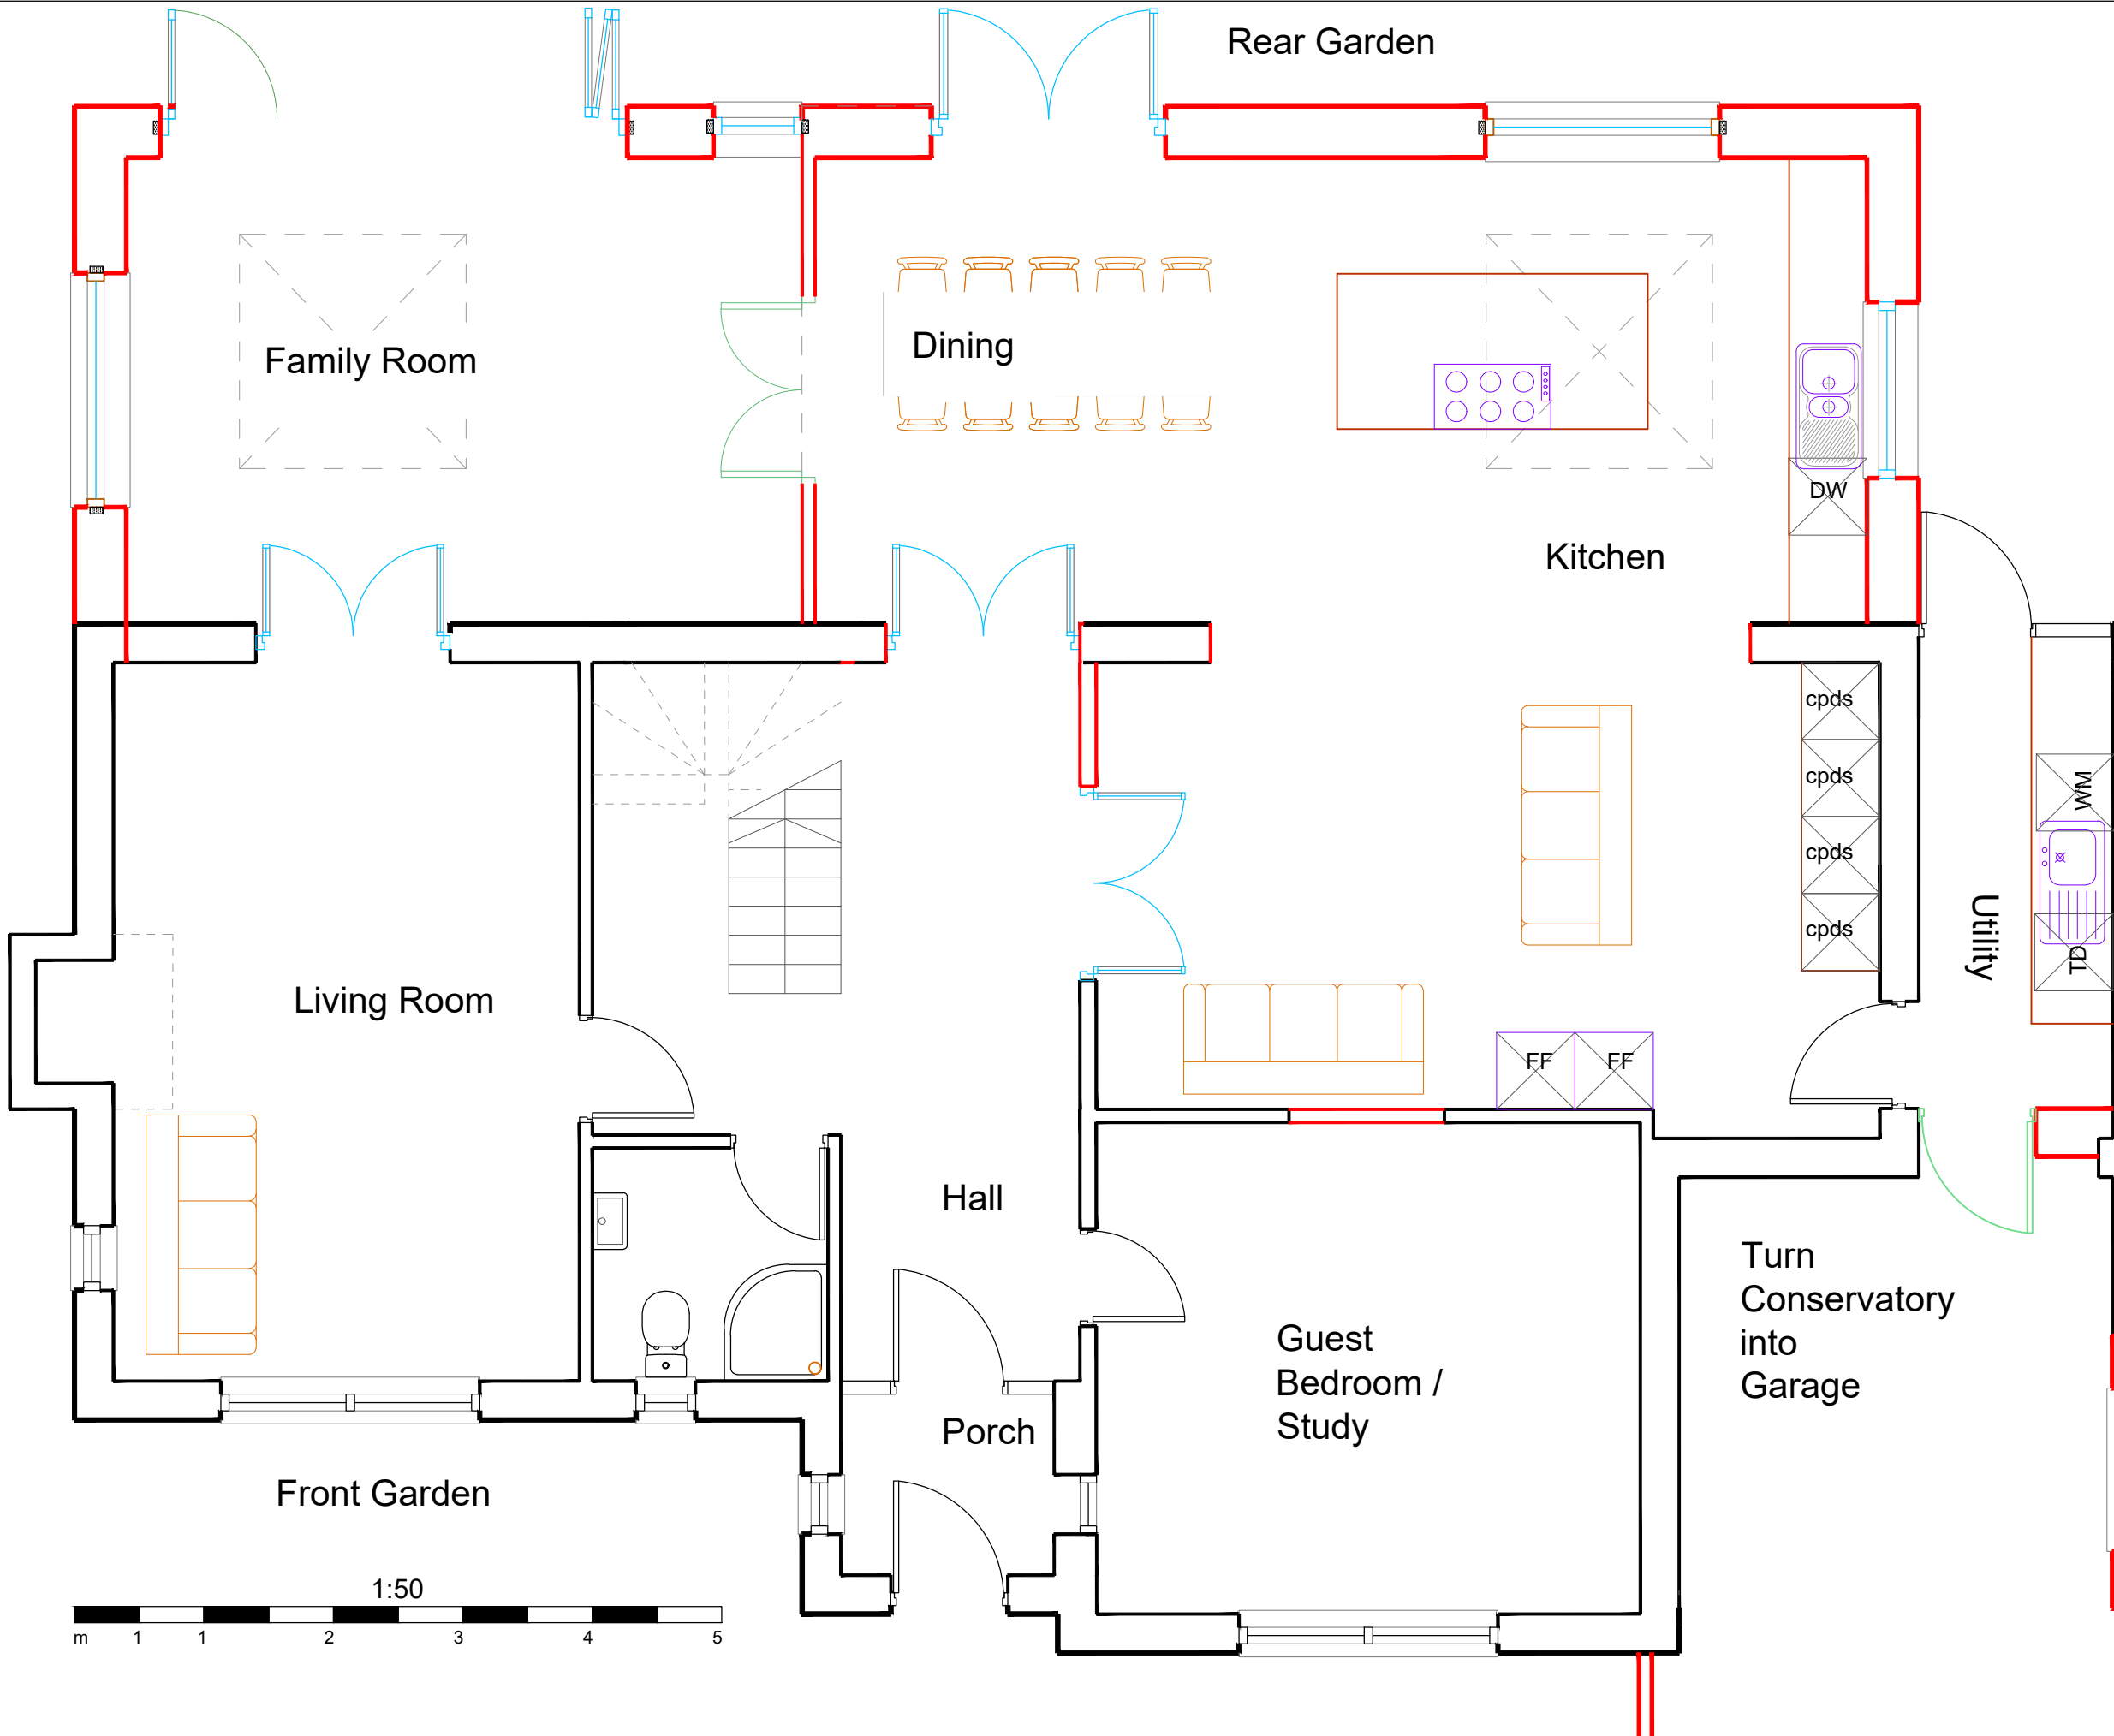 Rear Garden
Dining
Family Room
DW
Kitchen
cpds
cpds
WM
cpds
Utility
cpds
TD
Living Room
FF FF
Hall
Turn
Conservatory
into
Garage
Guest
Bedroom /
Study
Porch
Front Garden
1:50
m 1 1 2 3 4 5